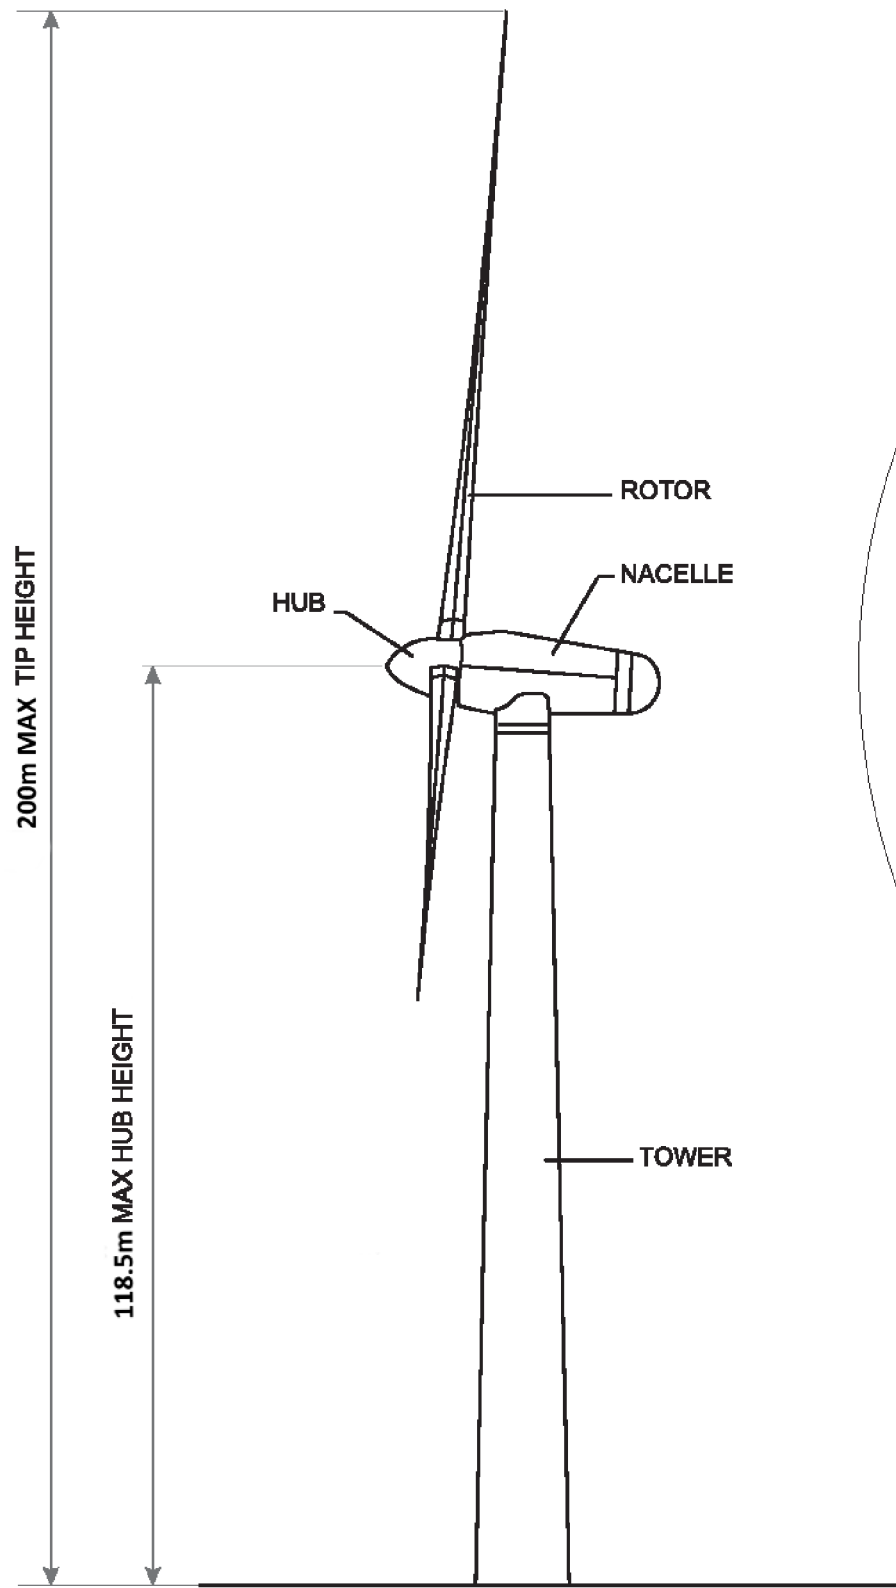 ROTOR
NACELLE
HUB
200m MAX TIP HEIGHT
118.5m MAX HUB HEIGHT
TOWER